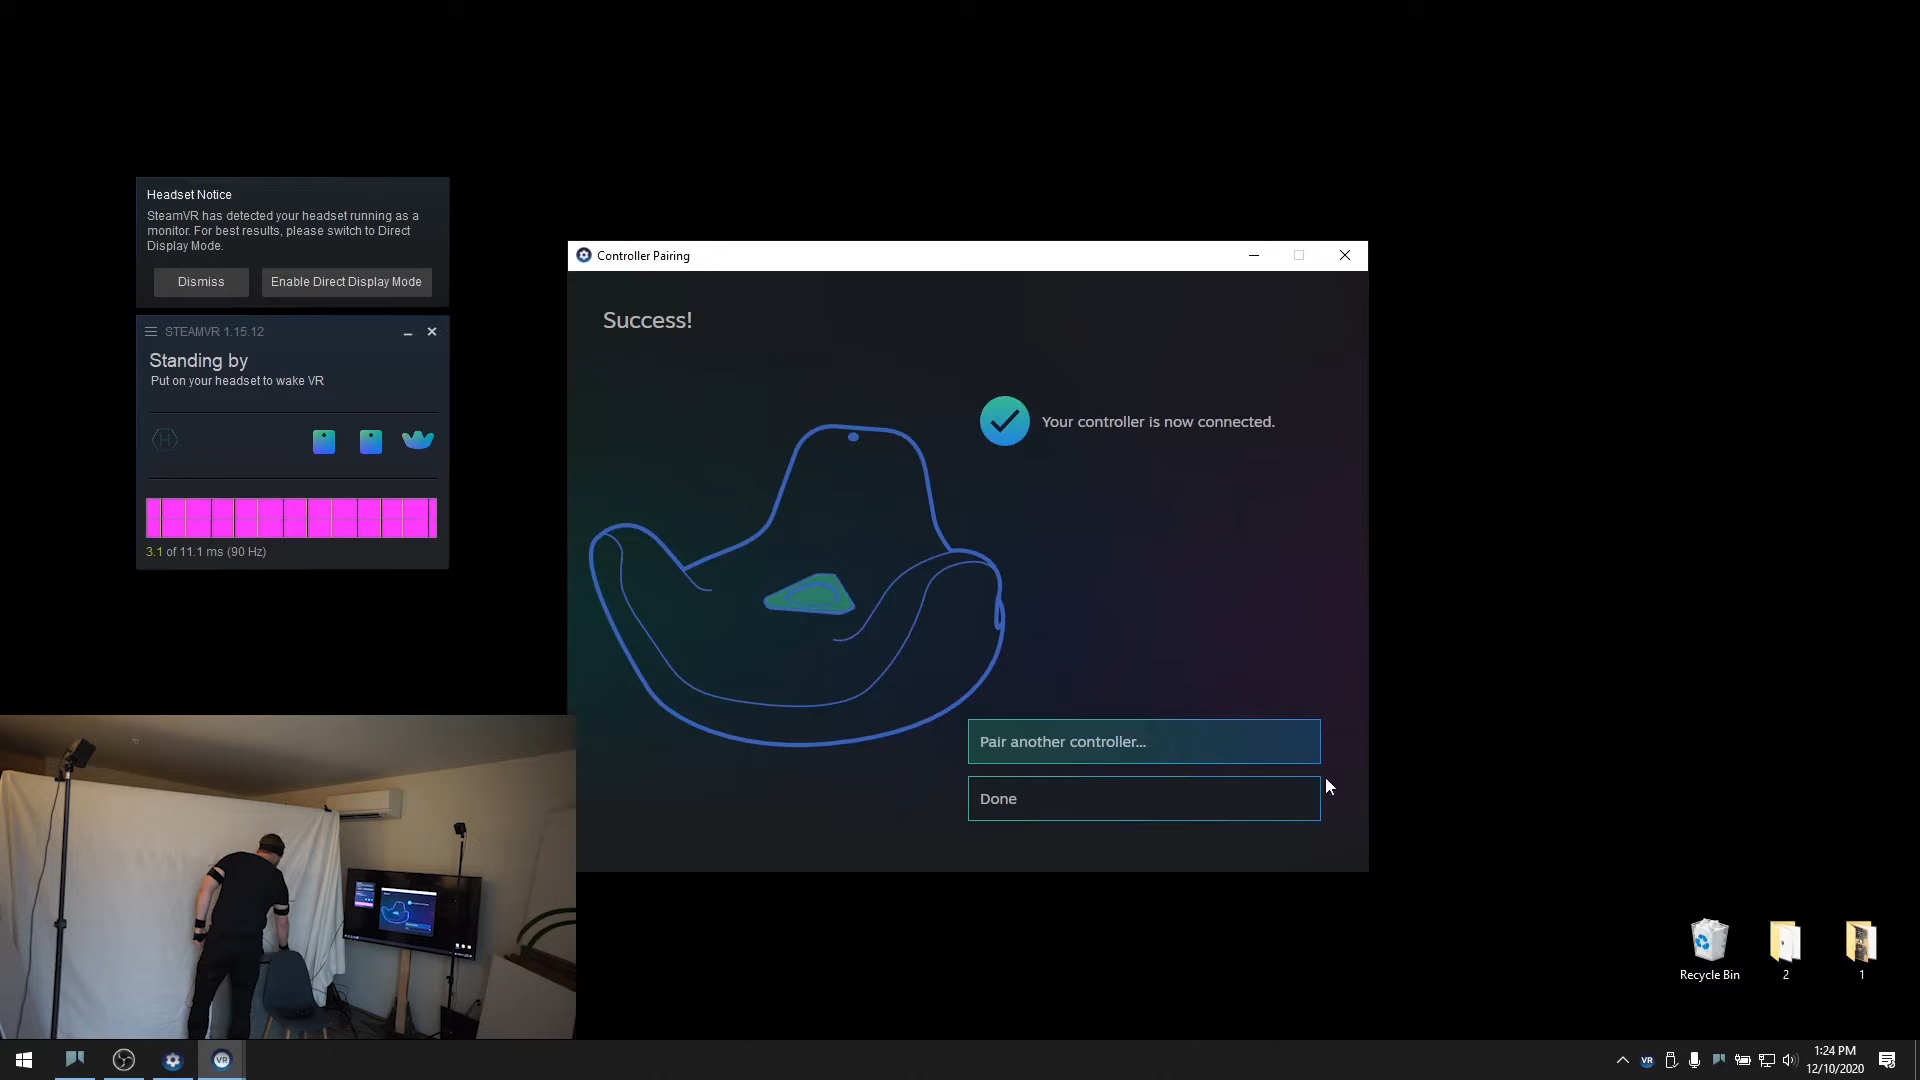 Headset Notice
SteamVR has detected your headset running as a
monitor. For best results, please switch to Direct
Display Mode.
Dismiss
Enable Direct Display Mode
STEAMVR 1.15.12
Standing by
Put on your headset to wake VR
3.1 of 11.1 ms (90 Hz)
Controller Pairing
Success!
Your controller is now connected.
Pair another controller...
Done
Recycle Bin
2
1
VR
VR
1:24 PM
12/10/2020